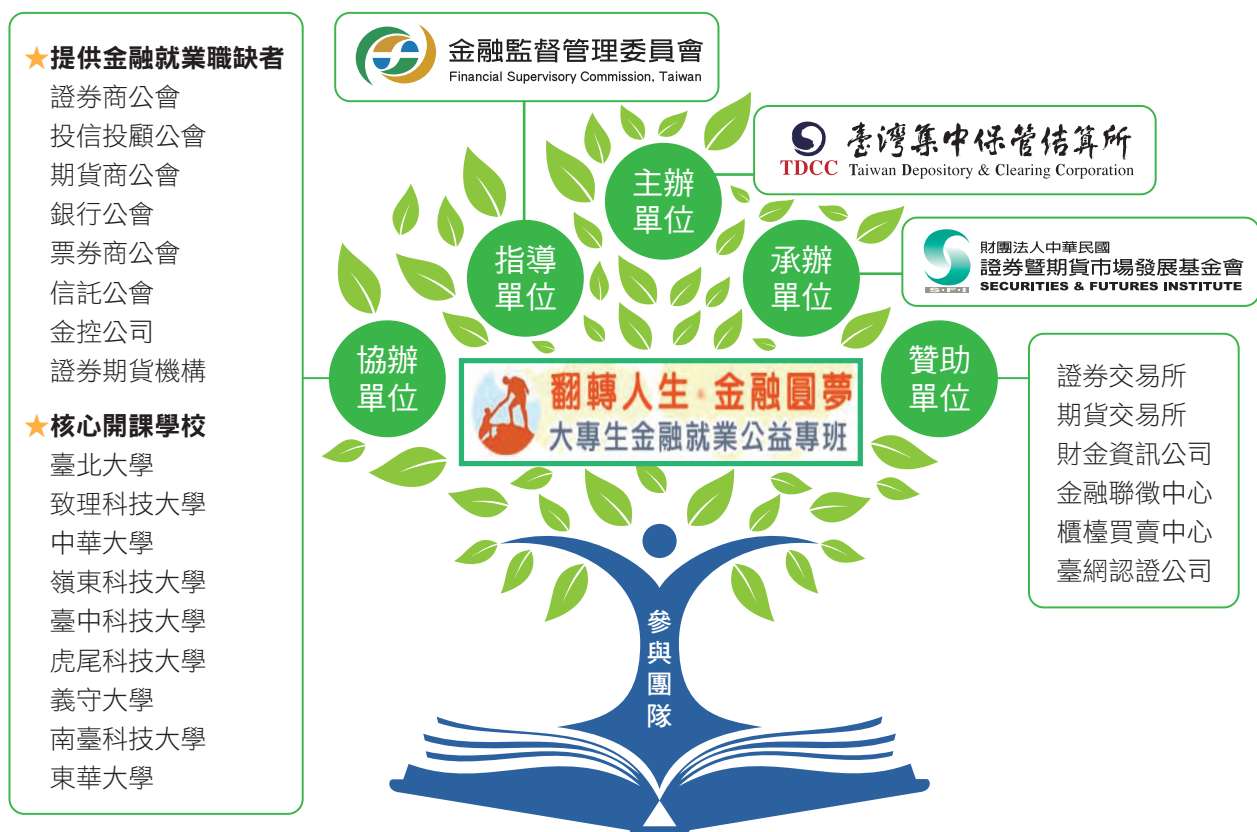 ★提供金融就業職缺者
證券商公會
投信投顧公會
期貨商公會
銀行公會
票券商公會
信託公會
金控公司
證券期貨機構
★核心開課學校
臺北大學
致理科技大學
中華大學
嶺東科技大學
臺中科技大學
虎尾科技大學
義守大學
南臺科技大學
東華大學
協辦
單位
金融監督管理委員會
Financial Supervisory Commission, Taiwan
指導
單位
主辦
單位
臺灣集中保管結算所
TDCC Taiwan Depository & Clearing Corporation
承辦
單位
財團法人中華民國
證券暨期貨市場發展基金會
S·F·I SECURITIES & FUTURES INSTITUTE
贊助
單位
證券交易所
期貨交易所
財金資訊公司
金融聯徵中心
櫃檯買賣中心
臺網認證公司
翻轉人生·金融圓夢
大專生金融就業公益專班
參與團隊